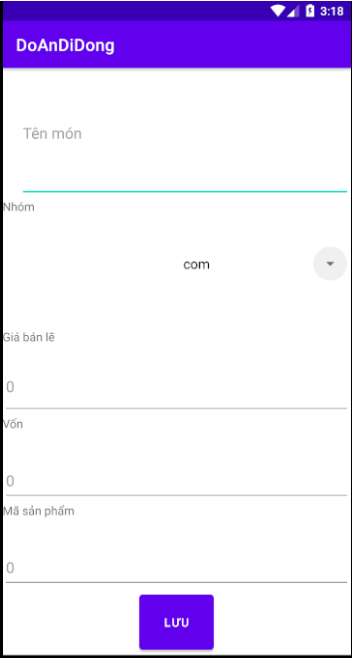 3:18
DoAnDiDong
Tên món
Nhóm
com
Giá bán lẽ
0
Vốn
0
Mã sản phẩm
0
LƯU